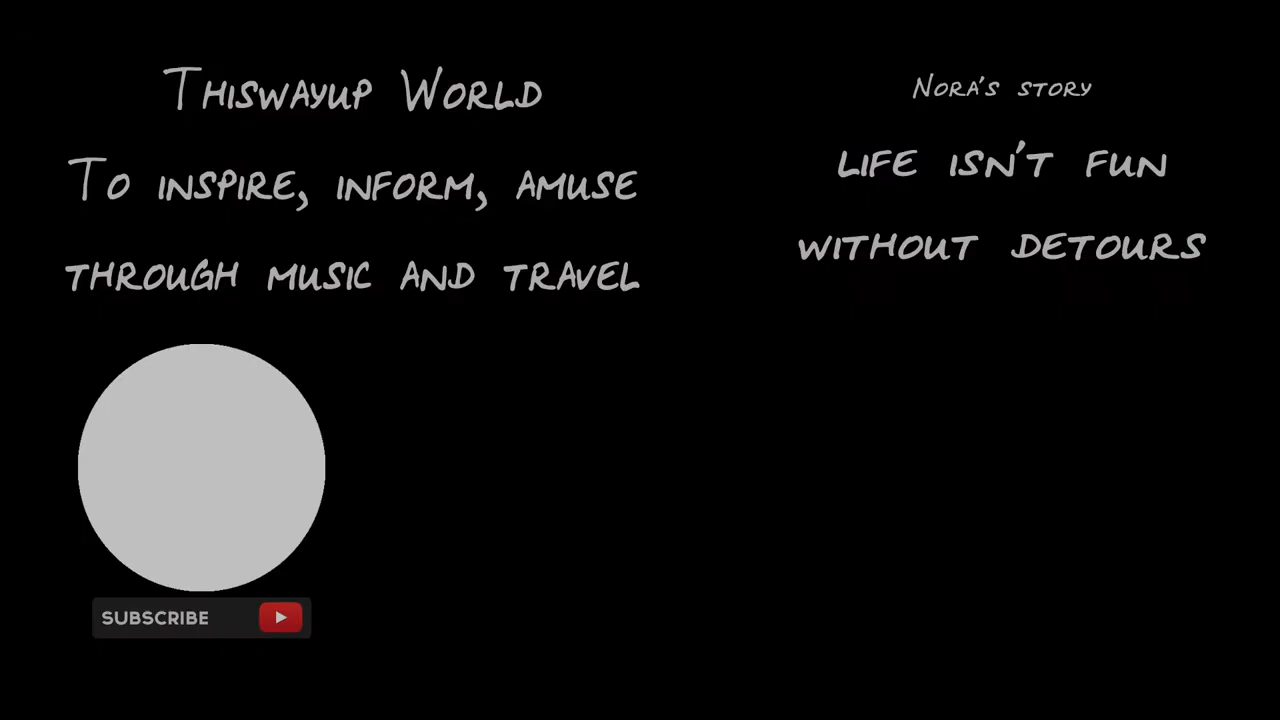 Thiswayup World
To inspire, inform, amuse
through music and travel
Nora's story
life isn't fun
without detours
SUBSCRIBE